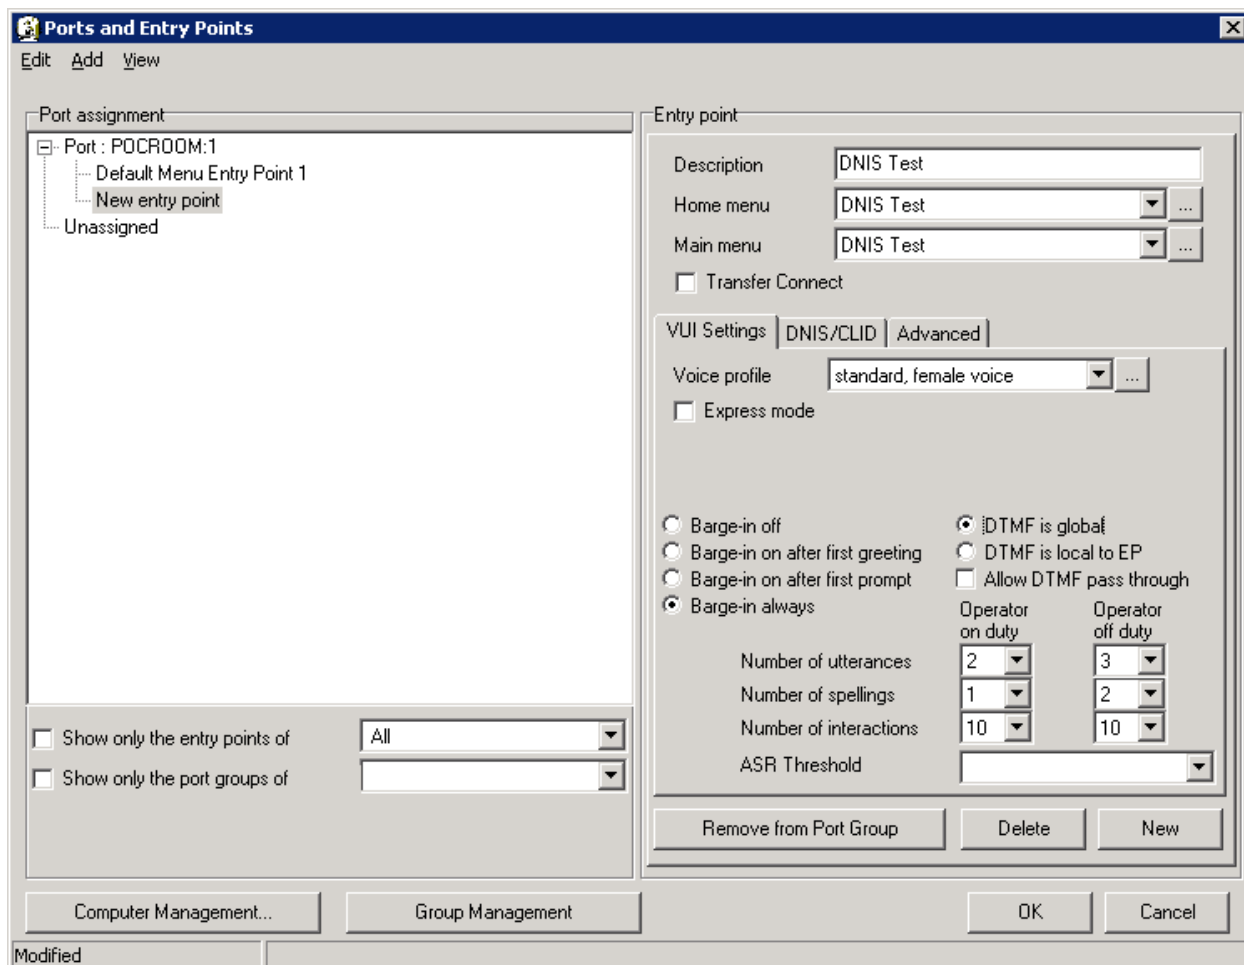 Ports and Entry Points
Edit Add View
Port assignment
Port : POCROOM:1
Default Menu Entry Point 1
New entry point
Unassigned
Show only the entry points of All
Show only the port groups of
Entry point
Description DNIS Test
Home menu DNIS Test ...
Main menu DNIS Test ...
Transfer Connect
VUI Settings DNIS/CLID Advanced
Voice profile standard, female voice ...
Express mode
Barge-in off DTMF is global
Barge-in on after first greeting DTMF is local to EP
Barge-in on after first prompt Allow DTMF pass through
Barge-in always
Operator Operator
on duty off duty
Number of utterances 2 3
Number of spellings 1 2
Number of interactions 10 10
ASR Threshold
Remove from Port Group Delete New
Computer Management... Group Management OK Cancel
Modified